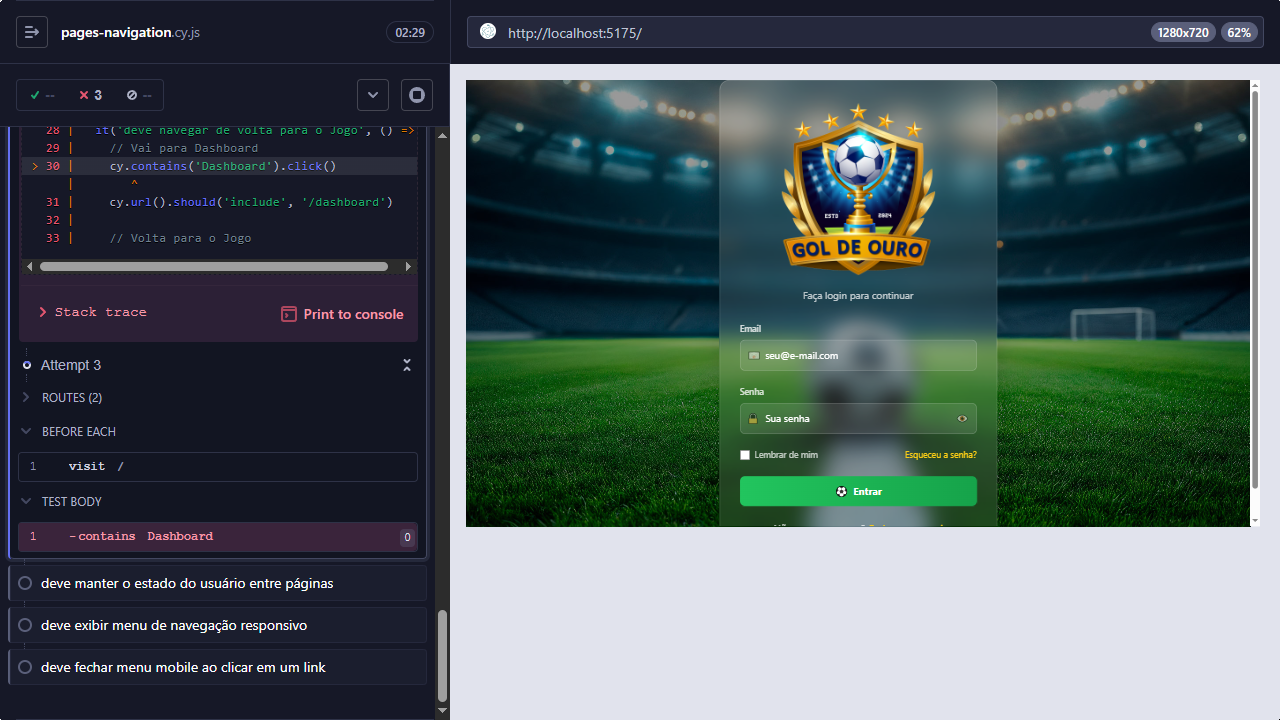 pages-navigation.cy.js
02:29
--
3
--
28 | it('deve navegar de volta para o Jogo', () =>
29 | // Vai para Dashboard
> 30 | cy.contains('Dashboard').click()
| ^
31 | cy.url().should('include', '/dashboard')
32 |
33 | // Volta para o Jogo
Stack trace
Print to console
Attempt 3
ROUTES (2)
BEFORE EACH
1 visit /
TEST BODY
1 -contains Dashboard 0
deve manter o estado do usuário entre páginas
deve exibir menu de navegação responsivo
deve fechar menu mobile ao clicar em um link
http://localhost:5175/
1280x720
62%
ESTD 2024
GOL DE OURO
Faça login para continuar
Email
seu@e-mail.com
Senha
Sua senha
Lembrar de mim
Esqueceu a senha?
Entrar